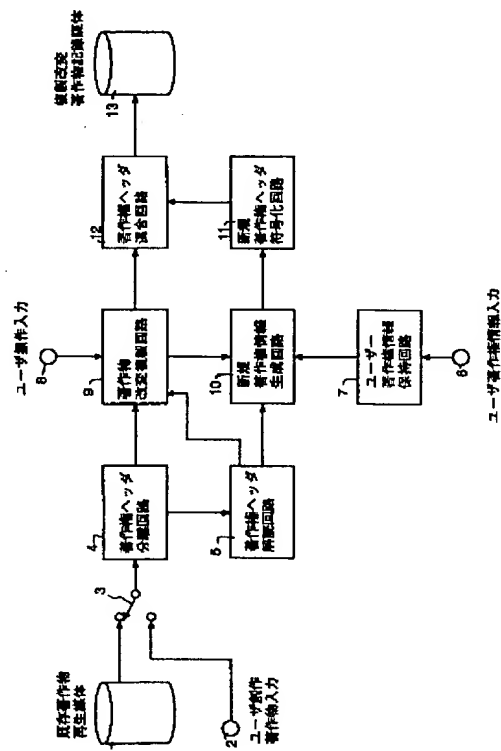 既存著作物
再生媒体
1
2
ユーザ創作
著作物入力
3
4
著作権ヘッダ
分離回路
5
著作権ヘッダ
解読回路
ユーザ操作入力
8
9
著作物
改変複製回路
10
新規
著作権情報
生成回路
7
ユーザー
著作権情報
保持回路
6
ユーザ著作権情報入力
12
著作権ヘッダ
混合回路
11
新規
著作権ヘッダ
符号化回路
複製改変
著作物記録媒体
13